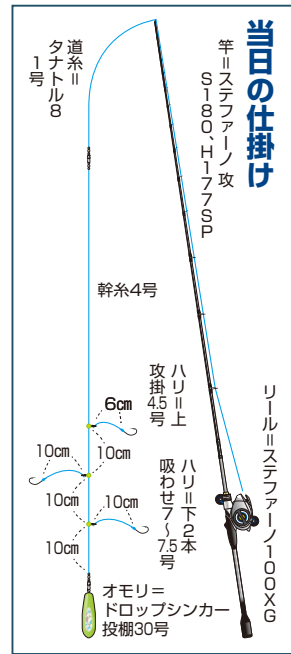 当日の仕掛け
竿＝ステファーノ 攻
S180、H177SP
道糸＝
タナトル8
1号
リール＝ステファーノ100XG
幹糸4号
ハリ＝上
攻掛4.5号
6cm
10cm
10cm
ハリ＝下2本
吸わせ7～7.5号
10cm
10cm
10cm
オモリ＝
ドロップシンカー
投棚30号